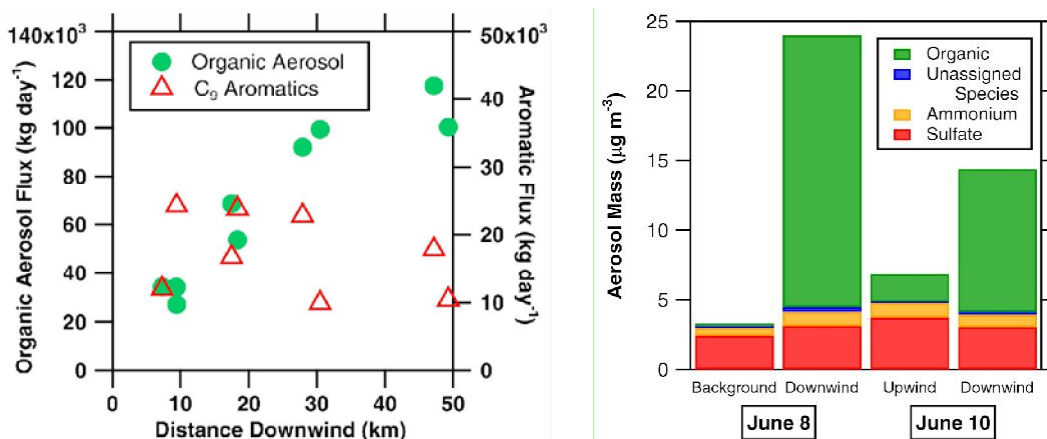 140x10³
120
100
80
60
40
20
0
Organic Aerosol Flux (kg day⁻¹)
Organic Aerosol
C₉ Aromatics
50x10³
40
30
20
10
0
Aromatic Flux (kg day⁻¹)
0 10 20 30 40 50
Distance Downwind (km)
25
20
15
10
5
0
Aerosol Mass (µg m⁻³)
Organic
Unassigned
Species
Ammonium
Sulfate
Background Downwind Upwind Downwind
June 8 June 10